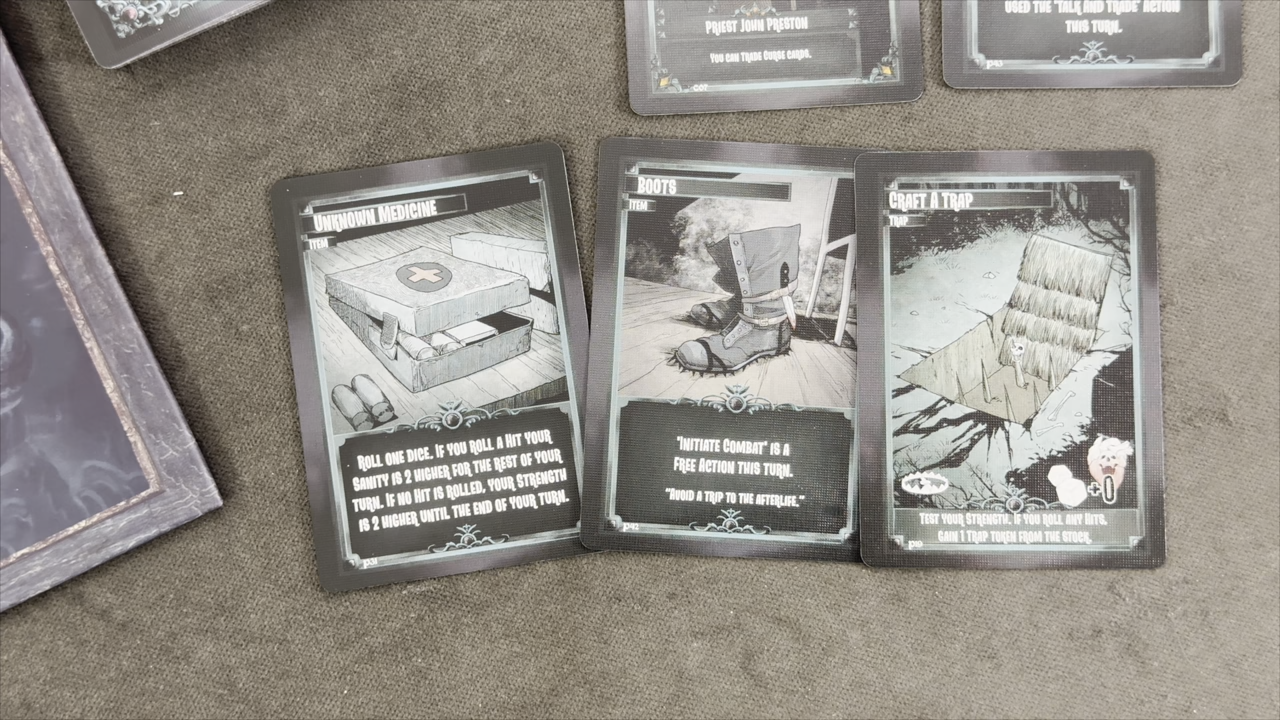 PRIEST JOHN PRESTON
YOU CAN TRADE CURSE CARDS.
C07
USED THE "TALK AND TRADE" ACTION
THIS TURN.
P43
UNKNOWN MEDICINE
ITEM
ROLL ONE DICE. IF YOU ROLL A HIT YOUR
SANITY IS 2 HIGHER FOR THE REST OF YOUR
TURN. IF NO HIT IS ROLLED, YOUR STRENGTH
IS 2 HIGHER UNTIL THE END OF YOUR TURN.
P31
BOOTS
ITEM
"INITIATE COMBAT" IS A
FREE ACTION THIS TURN.
"AVOID A TRIP TO THE AFTERLIFE."
P42
CRAFT A TRAP
TRAP
+0
TEST YOUR STRENGTH. IF YOU ROLL ANY HITS,
GAIN 1 TRAP TOKEN FROM THE STOCK.